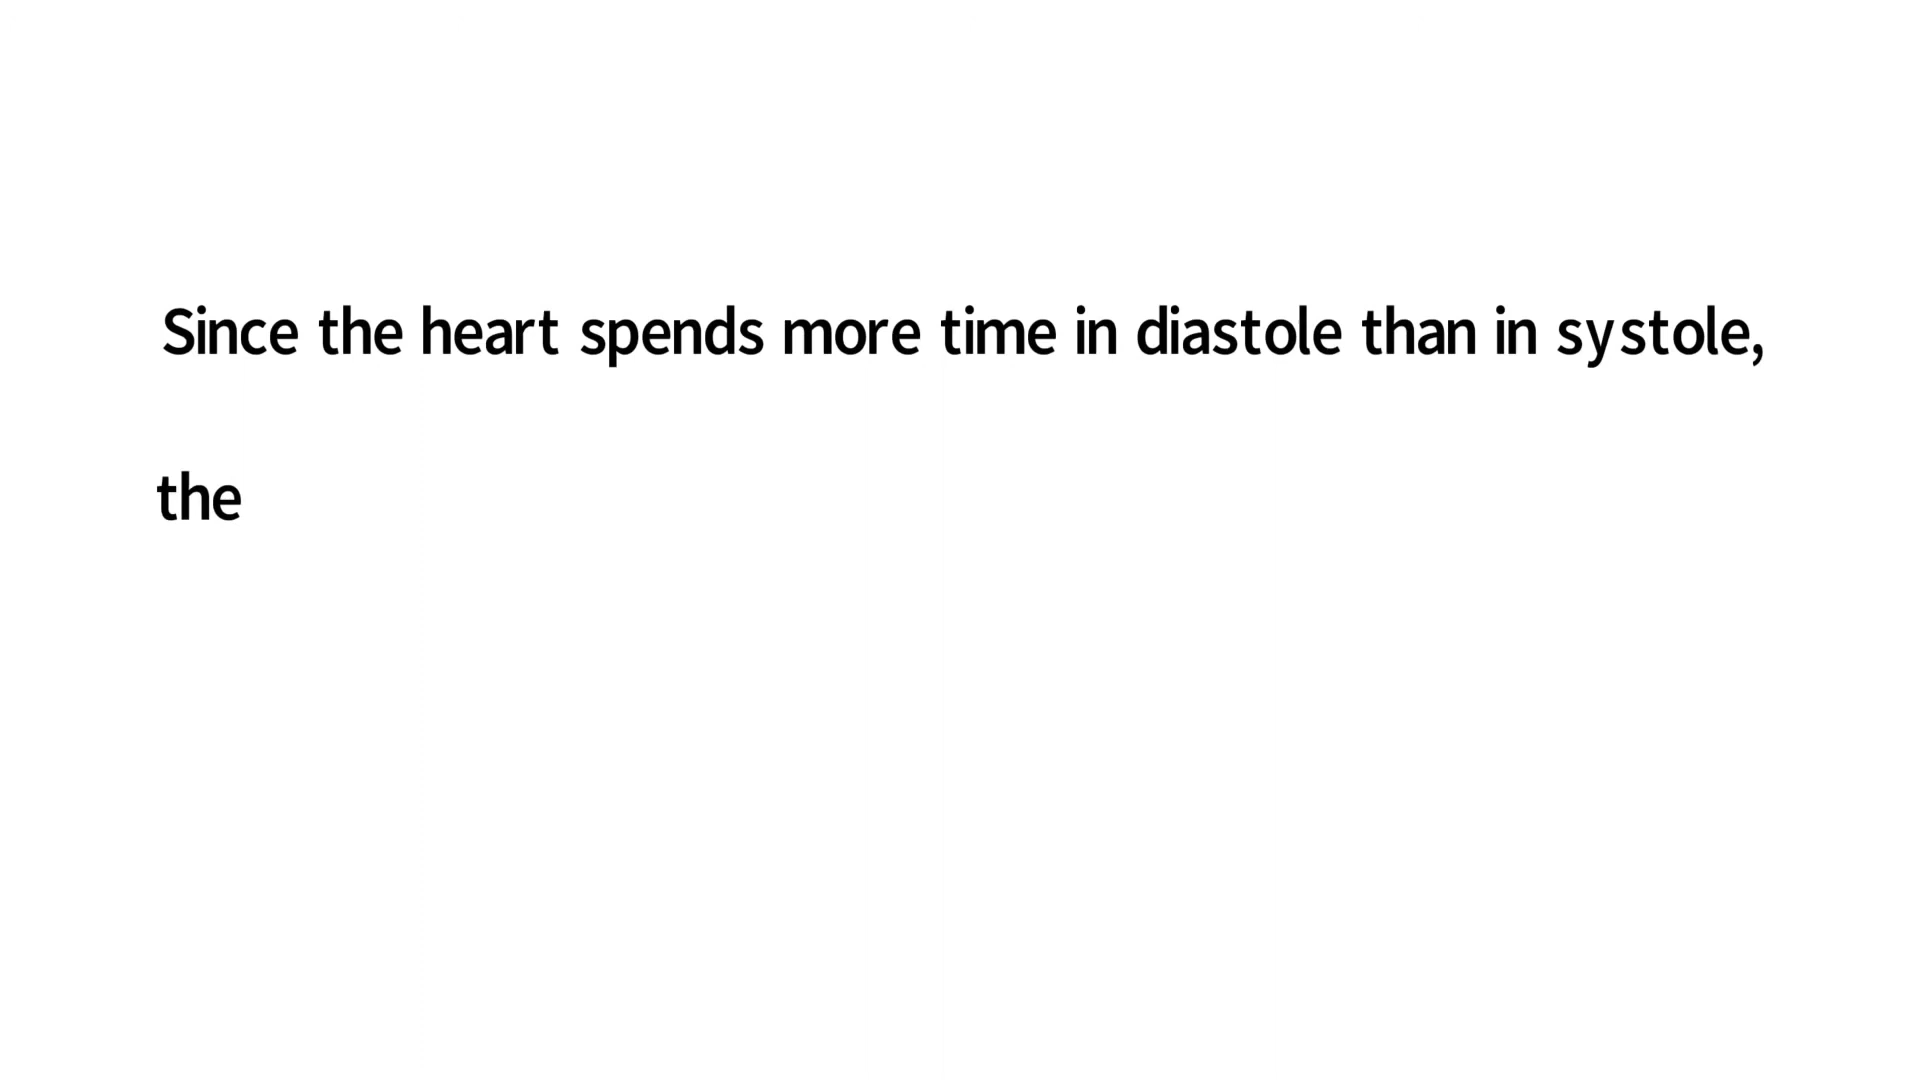 Since the heart spends more time in diastole than in systole,
the